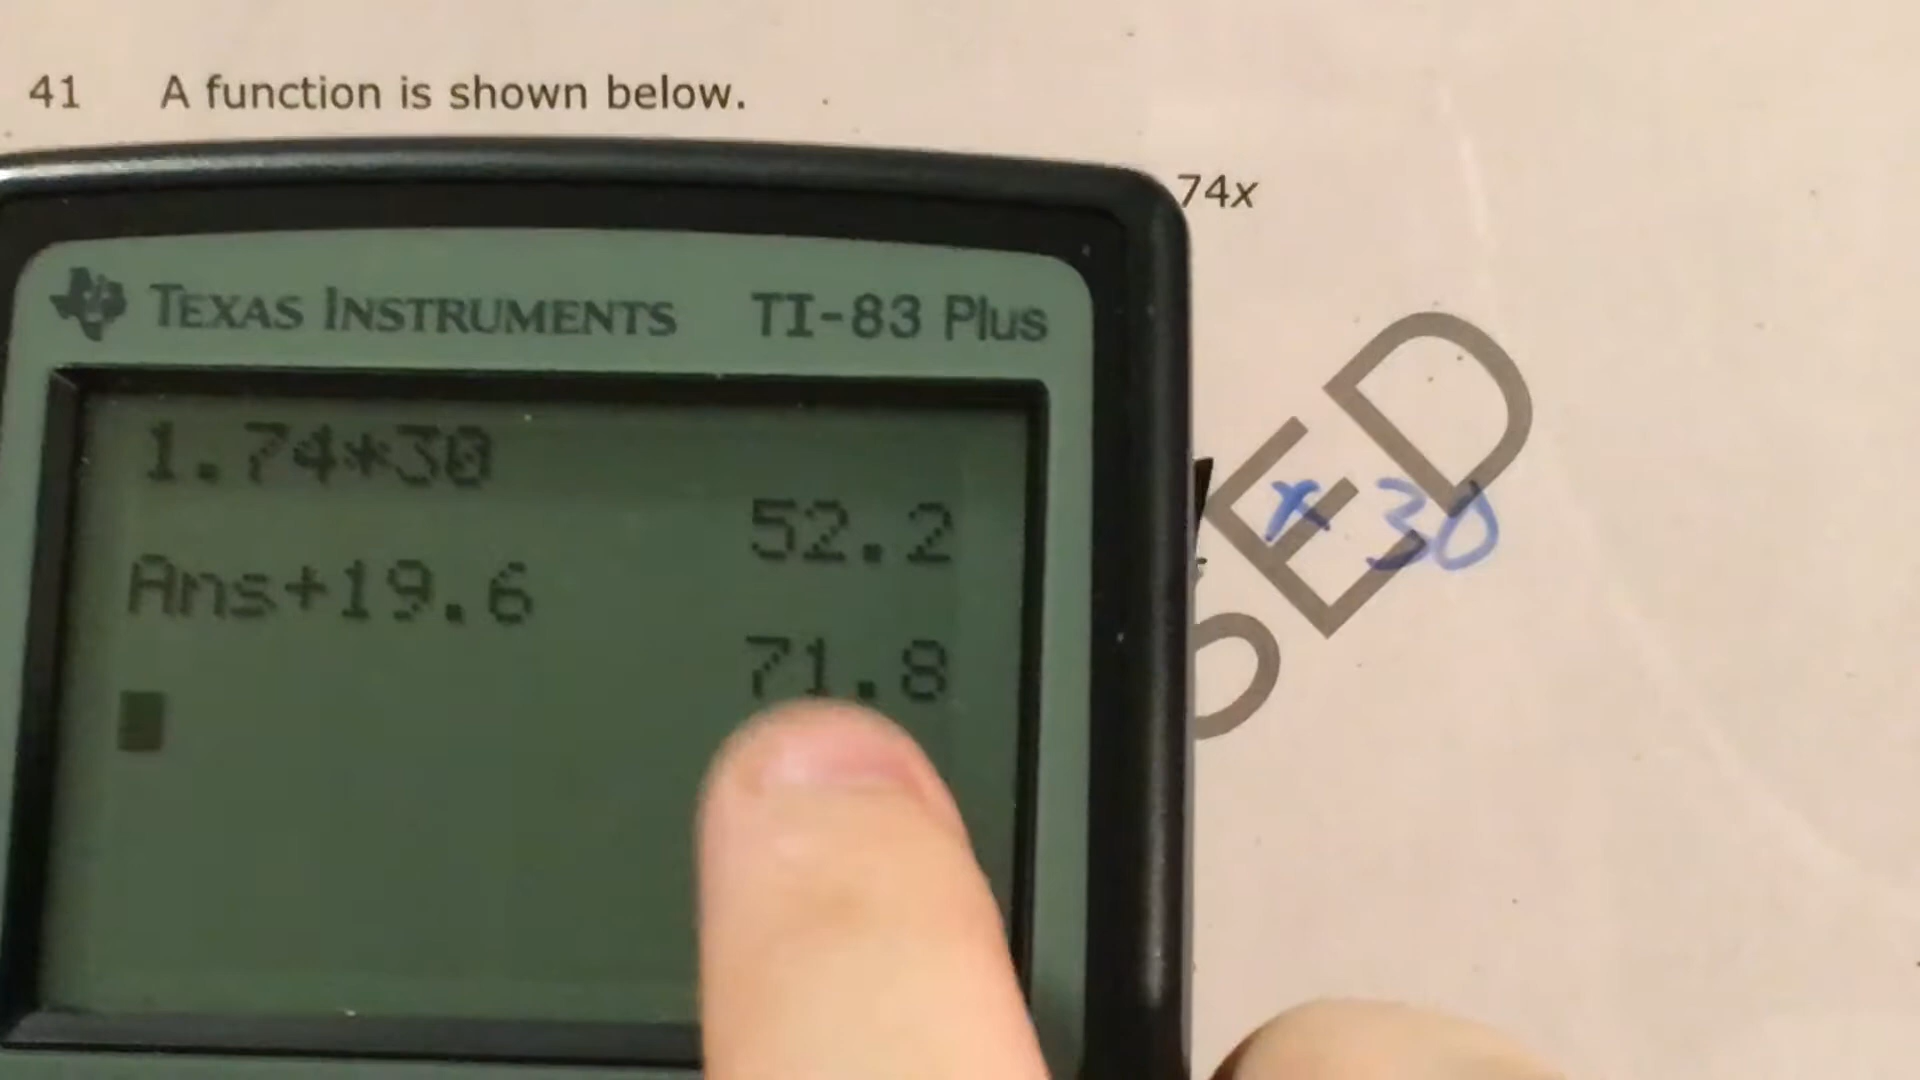 41 A function is shown below.
74x
TEXAS INSTRUMENTS TI-83 Plus
1.74*30
52.2
Ans+19.6
71.8
x 30
SED